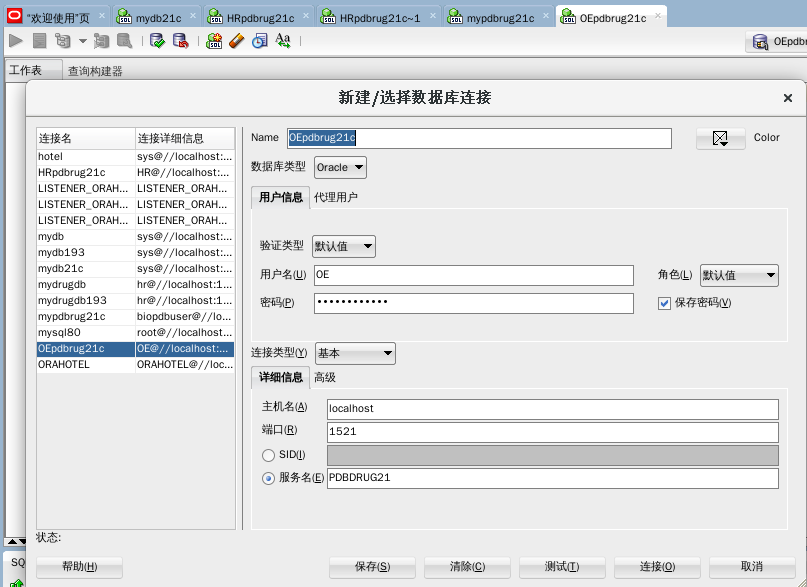 "欢迎使用"页 mydb21c HRpdbrug21c HRpdbrug21c~1 mypdbrug21c OEpdbrug21c
OEpdbr
工作表 查询构建器
新建/选择数据库连接
连接名 连接详细信息
hotel sys@//localhost:...
HRpdbrug21c HR@//localhost:...
LISTENER_ORAH... LISTENER_ORAH...
LISTENER_ORAH... LISTENER_ORAH...
LISTENER_ORAH... LISTENER_ORAH...
mydb sys@//localhost:...
mydb193 sys@//localhost:...
mydb21c sys@//localhost:...
mydrugdb hr@//localhost:1...
mydrugdb193 hr@//localhost:1...
mypdbrug21c biopdbuser@//lo...
mysql80 root@//localhost...
OEpdbrug21c OE@//localhost:...
ORAHOTEL ORAHOTEL@//loc...
Name OEpdbrug21c Color
数据库类型 Oracle
用户信息 代理用户
验证类型 默认值
用户名(U) OE 角色(L) 默认值
密码(P) •••••••••••• 保存密码(V)
连接类型(Y) 基本
详细信息 高级
主机名(A) localhost
端口(R) 1521
SID(I)
服务名(E) PDBDRUG21
状态:
SQ
帮助(H) 保存(S) 清除(C) 测试(T) 连接(O) 取消